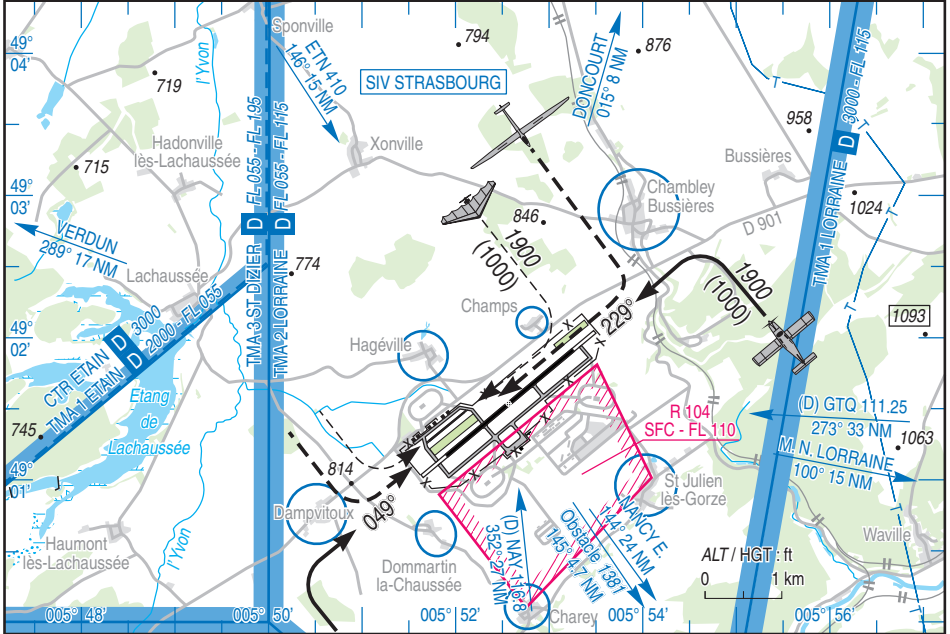 49°
04'
719
l'Yvon
Sponville
ETN 410
146° 15 NM
794
SIV STRASBOURG
DONCOURT
015° 8 NM
876
TMA 1 LORRAINE D 3000 - FL 115
T
T
958
Hadonville
lès-Lachaussée
Xonville
715
49°
03'
VERDUN
289° 17 NM
Lachaussée
TMA 3 ST DIZIER D FL 055 - FL 195
TMA 2 LORRAINE D FL 055 - FL 115
774
846
1900
(1000)
Chambley
Bussières
Bussières
1024
D 901
T
1900
(1000)
Champs
229°
49°
02'
CTR ETAIN D 3000
TMA 1 ETAIN D 2000 - FL 055
Hagéville
1093
T
Etang
de
Lachaussée
745
R 104
SFC - FL 110
(D) GTQ 111.25
273° 33 NM
M. N. LORRAINE
100° 15 NM
1063
49°
01'
814
049°
Dampvitoux
St Julien
lès-Gorze
Haumont
lès-Lachaussée
l'Yvon
Dommartin
la-Chaussée
(D) NAY 116.8
352° 27 NM
Obstacle 1381
145° 4.7 NM
NANCY E
144° 24 NM
Waville
T
ALT / HGT : ft
0 1 km
Charey
005° 48'
005° 50'
005° 52'
005° 54'
005° 56'